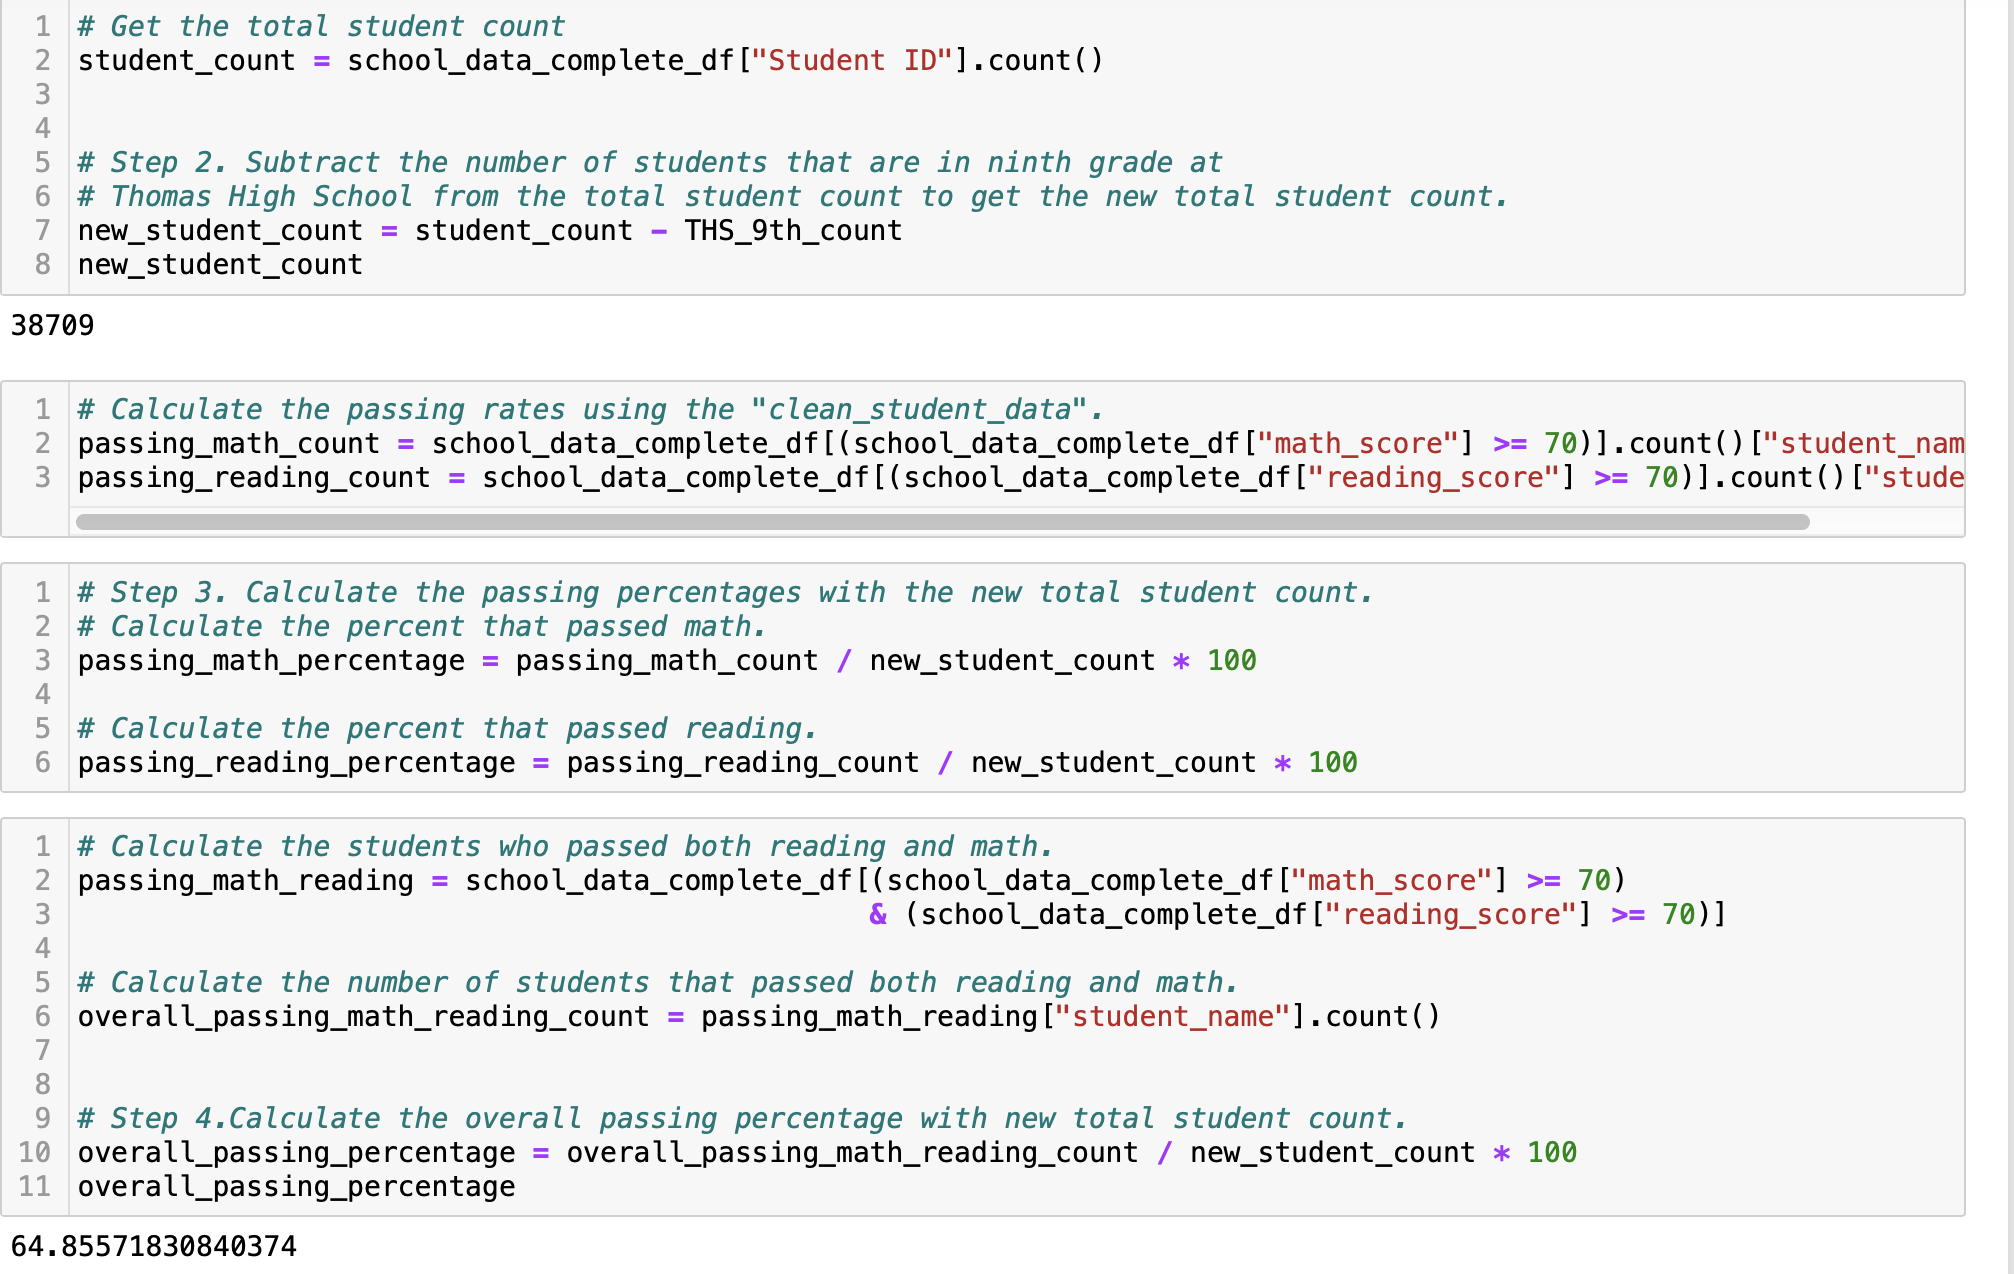 1 # Get the total student count
2 student_count = school_data_complete_df["Student ID"].count()
3
4
5 # Step 2. Subtract the number of students that are in ninth grade at
6 # Thomas High School from the total student count to get the new total student count.
7 new_student_count = student_count - THS_9th_count
8 new_student_count
38709
1 # Calculate the passing rates using the "clean_student_data".
2 passing_math_count = school_data_complete_df[(school_data_complete_df["math_score"] >= 70)].count()["student_nam
3 passing_reading_count = school_data_complete_df[(school_data_complete_df["reading_score"] >= 70)].count()["stude
1 # Step 3. Calculate the passing percentages with the new total student count.
2 # Calculate the percent that passed math.
3 passing_math_percentage = passing_math_count / new_student_count * 100
4
5 # Calculate the percent that passed reading.
6 passing_reading_percentage = passing_reading_count / new_student_count * 100
1 # Calculate the students who passed both reading and math.
2 passing_math_reading = school_data_complete_df[(school_data_complete_df["math_score"] >= 70)
3 & (school_data_complete_df["reading_score"] >= 70)]
4
5 # Calculate the number of students that passed both reading and math.
6 overall_passing_math_reading_count = passing_math_reading["student_name"].count()
7
8
9 # Step 4.Calculate the overall passing percentage with new total student count.
10 overall_passing_percentage = overall_passing_math_reading_count / new_student_count * 100
11 overall_passing_percentage
64.85571830840374